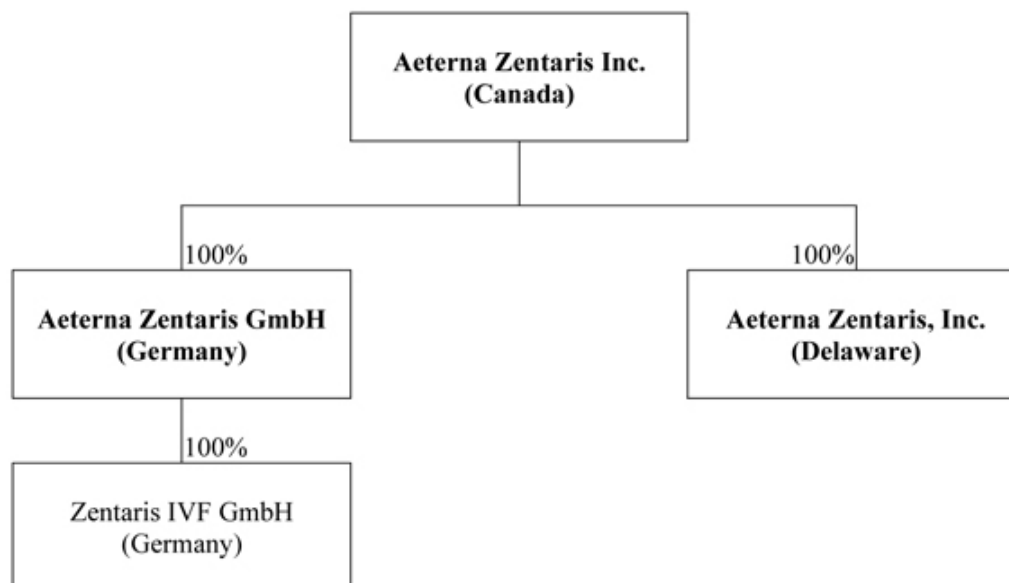 Aeterna Zentaris Inc.
(Canada)
100%
100%
Aeterna Zentaris GmbH
(Germany)
Aeterna Zentaris, Inc.
(Delaware)
100%
Zentaris IVF GmbH
(Germany)